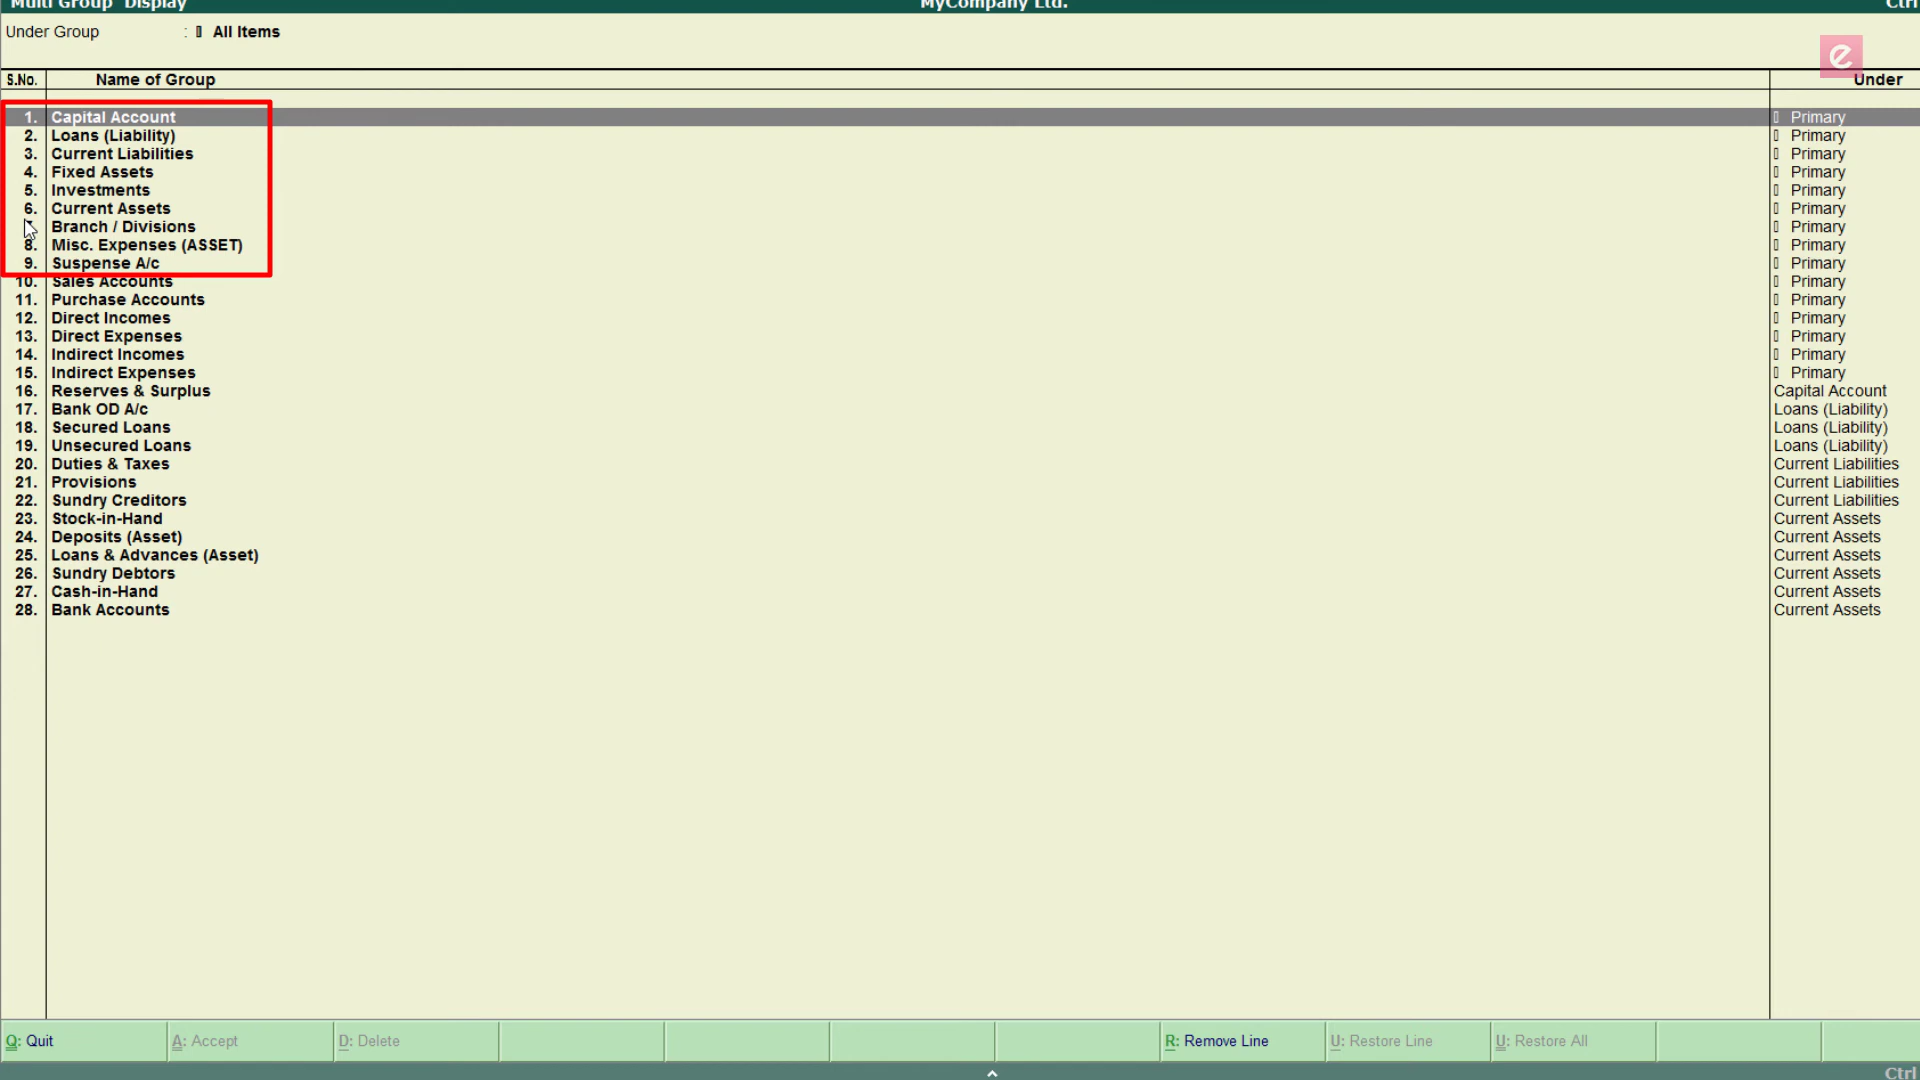 Multi Group Display MyCompany Ltd. Ctrl
Under Group : All Items
e
S.No. Name of Group Under
1. Capital Account Primary
2. Loans (Liability) Primary
3. Current Liabilities Primary
4. Fixed Assets Primary
5. Investments Primary
6. Current Assets Primary
Branch / Divisions Primary
8. Misc. Expenses (ASSET) Primary
9. Suspense A/c Primary
10. Sales Accounts Primary
11. Purchase Accounts Primary
12. Direct Incomes Primary
13. Direct Expenses Primary
14. Indirect Incomes Primary
15. Indirect Expenses Primary
16. Reserves & Surplus Capital Account
17. Bank OD A/c Loans (Liability)
18. Secured Loans Loans (Liability)
19. Unsecured Loans Loans (Liability)
20. Duties & Taxes Current Liabilities
21. Provisions Current Liabilities
22. Sundry Creditors Current Liabilities
23. Stock-in-Hand Current Assets
24. Deposits (Asset) Current Assets
25. Loans & Advances (Asset) Current Assets
26. Sundry Debtors Current Assets
27. Cash-in-Hand Current Assets
28. Bank Accounts Current Assets
Q: Quit A: Accept D: Delete R: Remove Line U: Restore Line U: Restore All
Ctrl